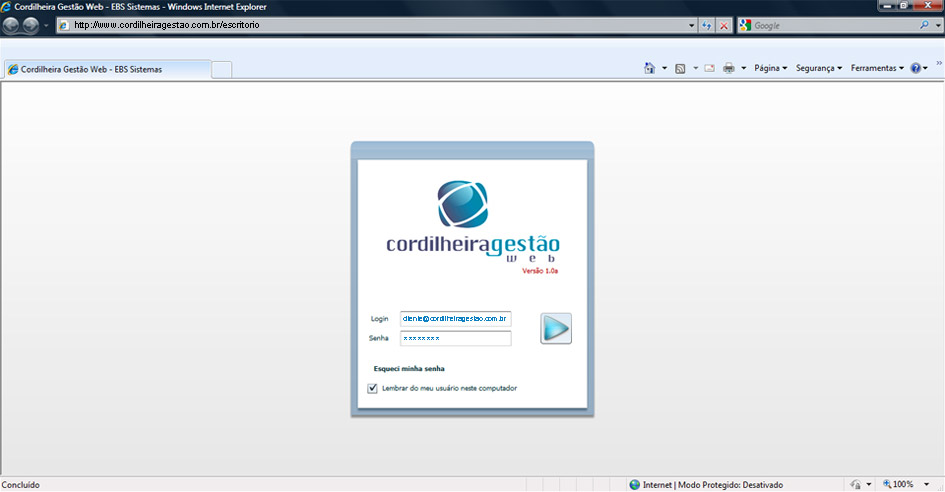 Cordilheira Gestão Web - EBS Sistemas - Windows Internet Explorer
http://www.cordilheiragestao.com.br/escritorio
Google
Cordilheira Gestão Web - EBS Sistemas
Página
Segurança
Ferramentas
»
cordilheiragestão
web
Versão 1.0a
Login
cliente@cordilheiragestao.com.br
Senha
xxxxxxxx
Esqueci minha senha
Lembrar do meu usuário neste computador
Concluído
Internet | Modo Protegido: Desativado
100%